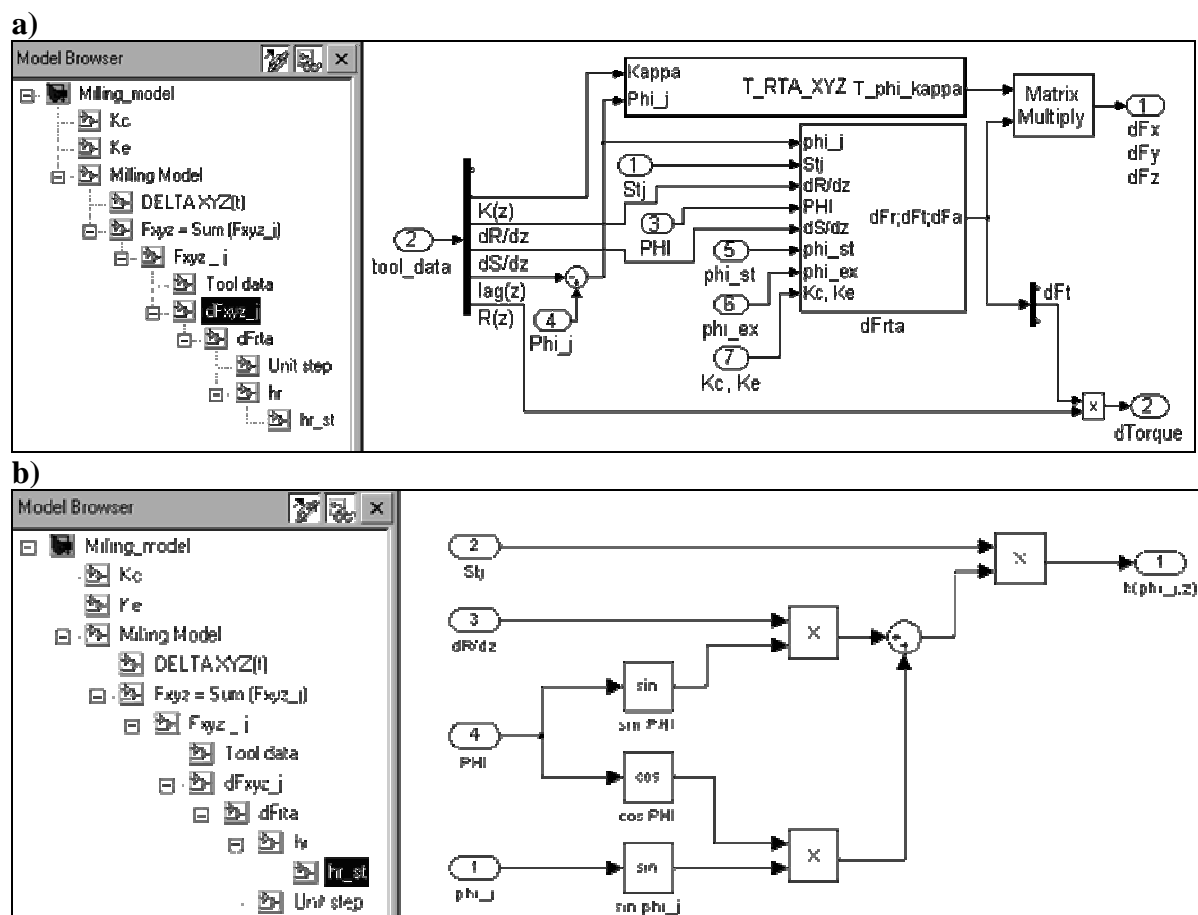 a)
Model Browser
Milling_model
Kc
Ke
Milling Model
DELTA XYZ(t)
Fxyz = Sum (Fxyz_j)
Fxyz _ j
Tool data
dFxyz_j
dFrta
Unit step
hr
hr_st
Kappa
Phi_j
T_RTA_XYZ T_phi_kappa
Matrix
Multiply
1
dFx
dFy
dFz
2
tool_data
K(z)
dR/dz
dS/dz
lag(z)
R(z)
1
Stj
3
PHI
4
Phi_j
5
phi_st
6
phi_ex
7
Kc, Ke
phi_j
Stj
dR/dz
PHI
dS/dz
phi_st
phi_ex
Kc, Ke
dFr;dFt;dFa
dFrta
dFt
x
2
dTorque
b)
Model Browser
Milling_model
Kc
Ke
Milling Model
DELTA XYZ(t)
Fxyz = Sum (Fxyz_j)
Fxyz _ j
Tool data
dFxyz_j
dFrta
hr
hr_st
Unit step
2
Stj
3
dR/dz
4
PHI
1
phi_j
sin
sin PHI
cos
cos PHI
sin
sin phi_j
X
X
X
1
h(phi_j,z)